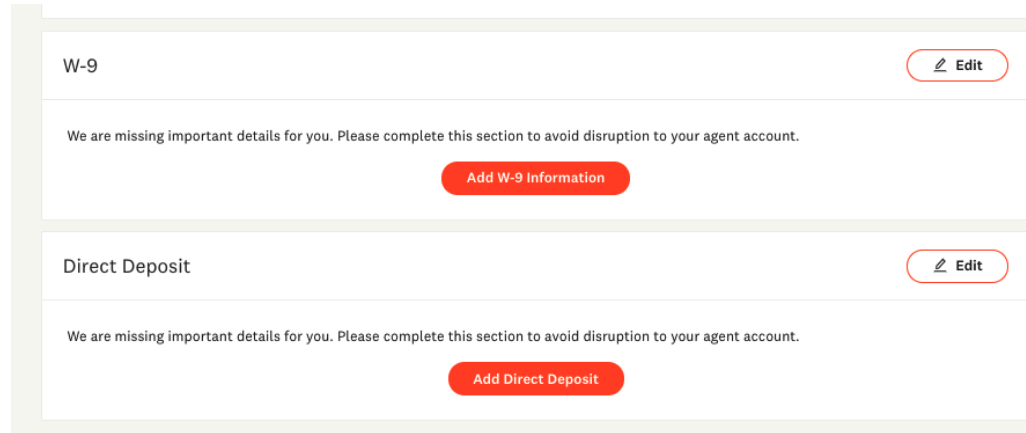 W-9
Edit
We are missing important details for you. Please complete this section to avoid disruption to your agent account.
Add W-9 Information
Direct Deposit
Edit
We are missing important details for you. Please complete this section to avoid disruption to your agent account.
Add Direct Deposit